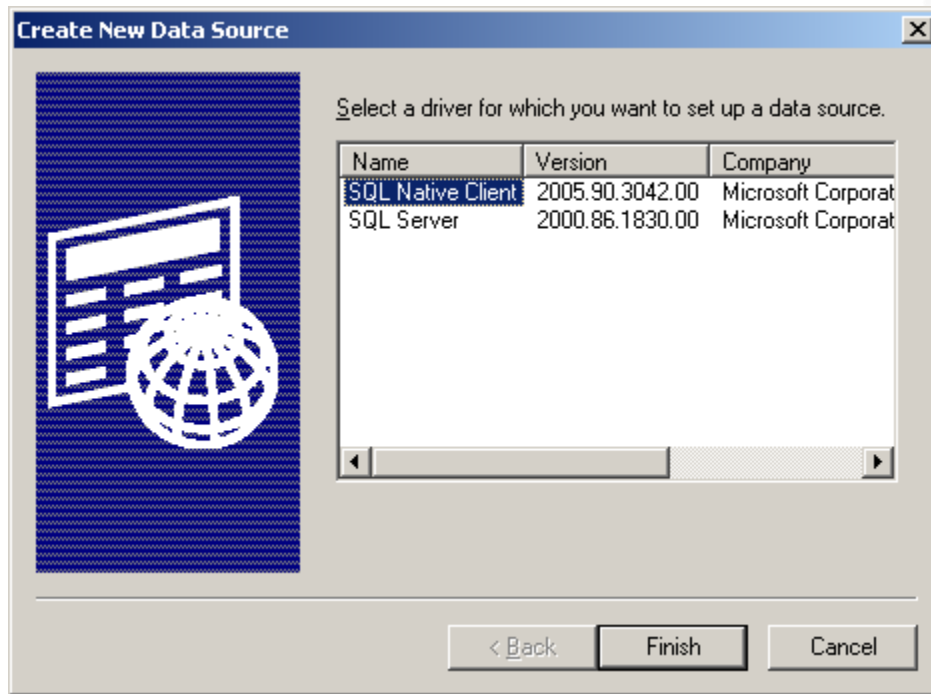 Create New Data Source
Select a driver for which you want to set up a data source.
Name Version Company
SQL Native Client 2005.90.3042.00 Microsoft Corporat
SQL Server 2000.86.1830.00 Microsoft Corporat
< Back Finish Cancel